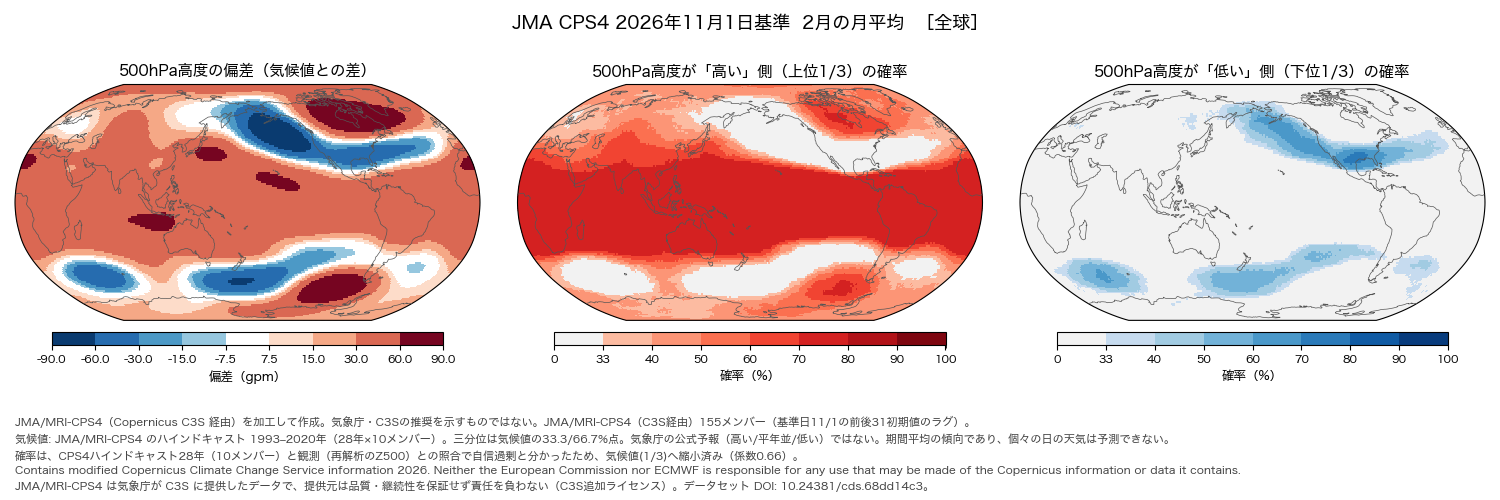 JMA CPS4 2026年11月1日基準 2月の月平均 ［全球］
500hPa高度の偏差（気候値との差）
500hPa高度が「高い」側（上位1/3）の確率
500hPa高度が「低い」側（下位1/3）の確率
-90.0 -60.0 -30.0 -15.0 -7.5 7.5 15.0 30.0 60.0 90.0
偏差（gpm）
0 33 40 50 60 70 80 90 100
確率（%）
0 33 40 50 60 70 80 90 100
確率（%）
JMA/MRI-CPS4（Copernicus C3S 経由）を加工して作成。気象庁・C3Sの推奨を示すものではない。JMA/MRI-CPS4（C3S経由）155メンバー（基準日11/1の前後31初期値のラグ）。
気候値: JMA/MRI-CPS4 のハインドキャスト 1993–2020年（28年×10メンバー）。三分位は気候値の33.3/66.7%点。気象庁の公式予報（高い/平年並/低い）ではない。期間平均の傾向であり、個々の日の天気は予測できない。
確率は、CPS4ハインドキャスト28年（10メンバー）と観測（再解析のZ500）との照合で自信過剰と分かったため、気候値(1/3)へ縮小済み（係数0.66）。
Contains modified Copernicus Climate Change Service information 2026. Neither the European Commission nor ECMWF is responsible for any use that may be made of the Copernicus information or data it contains.
JMA/MRI-CPS4 は気象庁が C3S に提供したデータで、提供元は品質・継続性を保証せず責任を負わない（C3S追加ライセンス）。データセット DOI: 10.24381/cds.68dd14c3。